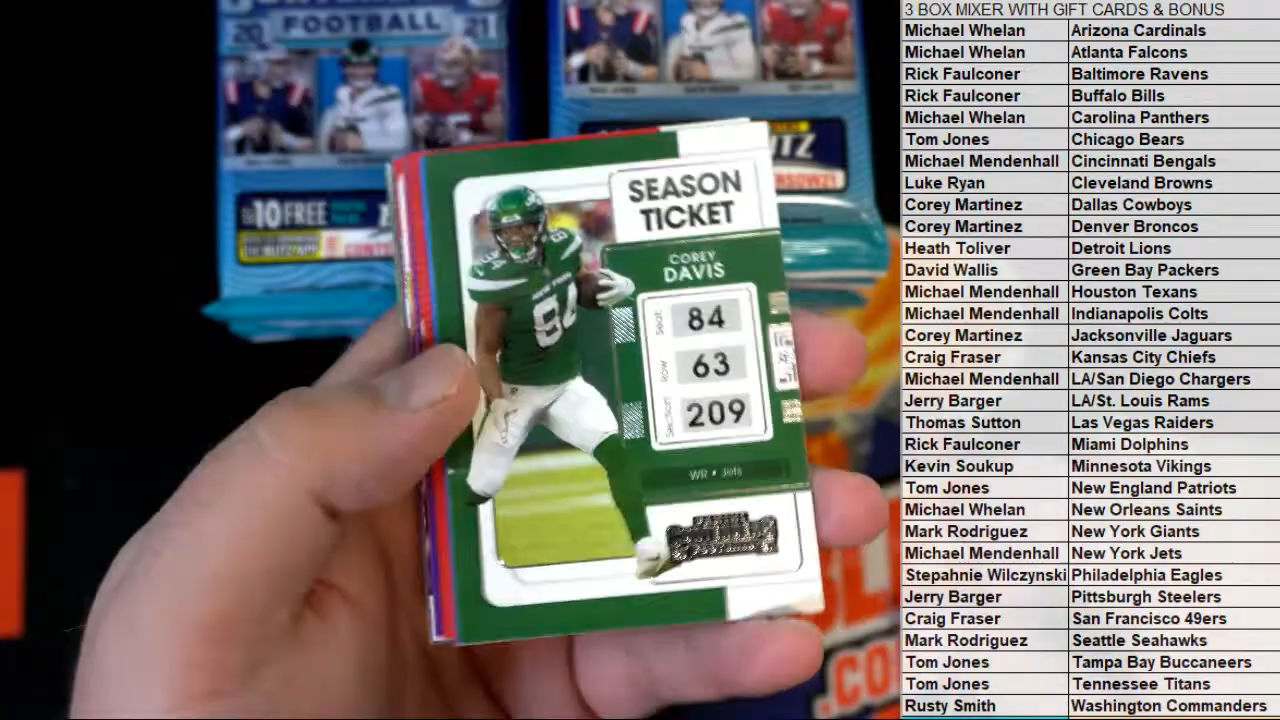 FOOTBALL
20
21
$10 FREE
SEASON
TICKET
COREY
DAVIS
Seat:
84
Row
63
Section:
209
WR • Jets
84
.CO
3 BOX MIXER WITH GIFT CARDS & BONUS
Michael Whelan Arizona Cardinals
Michael Whelan Atlanta Falcons
Rick Faulconer Baltimore Ravens
Rick Faulconer Buffalo Bills
Michael Whelan Carolina Panthers
Tom Jones Chicago Bears
Michael Mendenhall Cincinnati Bengals
Luke Ryan Cleveland Browns
Corey Martinez Dallas Cowboys
Corey Martinez Denver Broncos
Heath Toliver Detroit Lions
David Wallis Green Bay Packers
Michael Mendenhall Houston Texans
Michael Mendenhall Indianapolis Colts
Corey Martinez Jacksonville Jaguars
Craig Fraser Kansas City Chiefs
Michael Mendenhall LA/San Diego Chargers
Jerry Barger LA/St. Louis Rams
Thomas Sutton Las Vegas Raiders
Rick Faulconer Miami Dolphins
Kevin Soukup Minnesota Vikings
Tom Jones New England Patriots
Michael Whelan New Orleans Saints
Mark Rodriguez New York Giants
Michael Mendenhall New York Jets
Stepahnie Wilczynski Philadelphia Eagles
Jerry Barger Pittsburgh Steelers
Craig Fraser San Francisco 49ers
Mark Rodriguez Seattle Seahawks
Tom Jones Tampa Bay Buccaneers
Tom Jones Tennessee Titans
Rusty Smith Washington Commanders